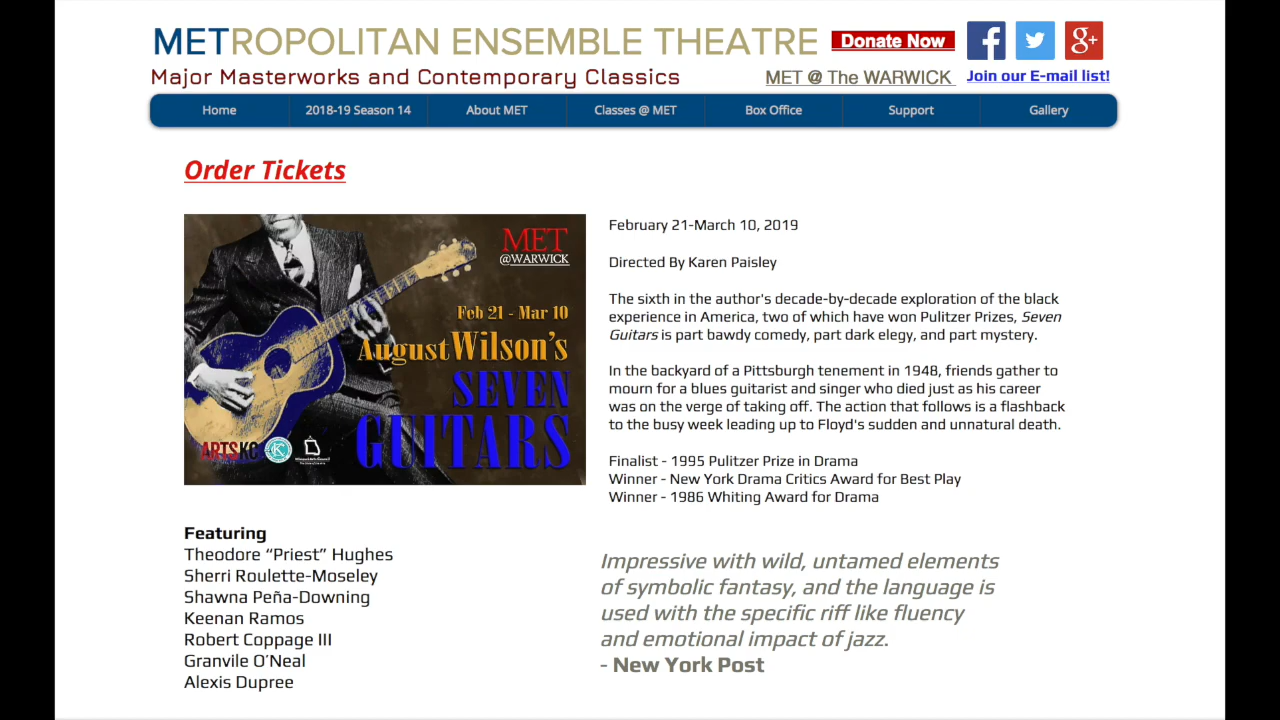 METROPOLITAN ENSEMBLE THEATRE
Donate Now
Major Masterworks and Contemporary Classics
MET @ The WARWICK
Join our E-mail list!
Home
2018-19 Season 14
About MET
Classes @ MET
Box Office
Support
Gallery
Order Tickets
MET
@WARWICK
Feb 21 - Mar 10
August Wilson's
SEVEN
GUITARS
ARTSKC
February 21-March 10, 2019
Directed By Karen Paisley
The sixth in the author's decade-by-decade exploration of the black
experience in America, two of which have won Pulitzer Prizes, Seven
Guitars is part bawdy comedy, part dark elegy, and part mystery.
In the backyard of a Pittsburgh tenement in 1948, friends gather to
mourn for a blues guitarist and singer who died just as his career
was on the verge of taking off. The action that follows is a flashback
to the busy week leading up to Floyd's sudden and unnatural death.
Finalist - 1995 Pulitzer Prize in Drama
Winner - New York Drama Critics Award for Best Play
Winner - 1986 Whiting Award for Drama
Featuring
Theodore “Priest” Hughes
Sherri Roulette-Moseley
Shawna Peña-Downing
Keenan Ramos
Robert Coppage III
Granvile O’Neal
Alexis Dupree
Impressive with wild, untamed elements
of symbolic fantasy, and the language is
used with the specific riff like fluency
and emotional impact of jazz.
- New York Post